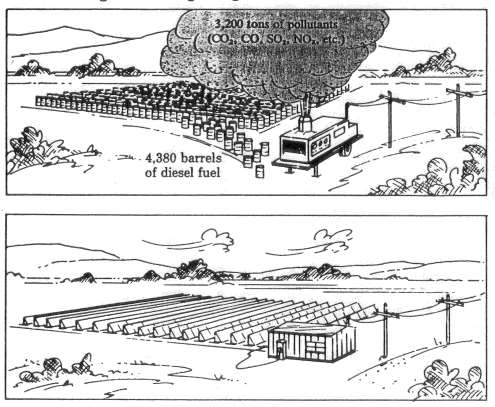 3,200 tons of pollutants
(CO₂, CO, SO₂, NOₓ, etc.)
4,380 barrels
of diesel fuel